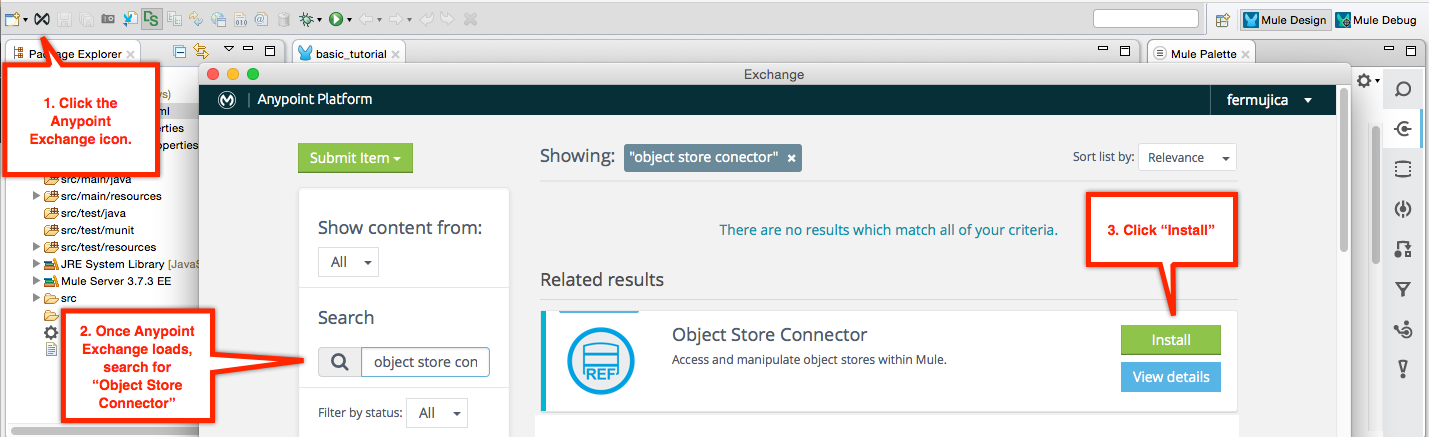 Mule Design
Mule Debug
Package Explorer
basic_tutorial
Mule Palette
Exchange
Anypoint Platform
fermujica
1. Click the
Anypoint
Exchange icon.
src/main/java
src/main/resources
src/test/java
src/test/munit
src/test/resources
JRE System Library [JavaS
Mule Server 3.7.3 EE
src
2. Once Anypoint
Exchange loads,
search for
“Object Store
Connector”
Submit Item
Show content from:
All
Search
object store con
Filter by status: All
Showing: "object store conector" ×
Sort list by: Relevance
There are no results which match all of your criteria.
3. Click “Install”
Related results
REF
Object Store Connector
Access and manipulate object stores within Mule.
Install
View details